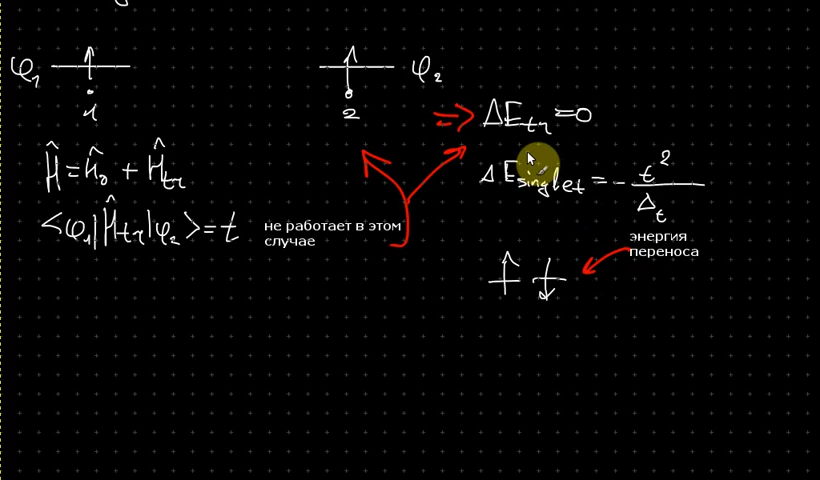 φ₁
φ₂
1
2
=> ΔE_tr = 0
Ĥ = Ĥ₀ + Ĥ_tr
ΔE_singlet = - t² / Δ_t
<φ₁|Ĥ_tr|φ₂> = t
не работает в этом
случае
энергия
переноса